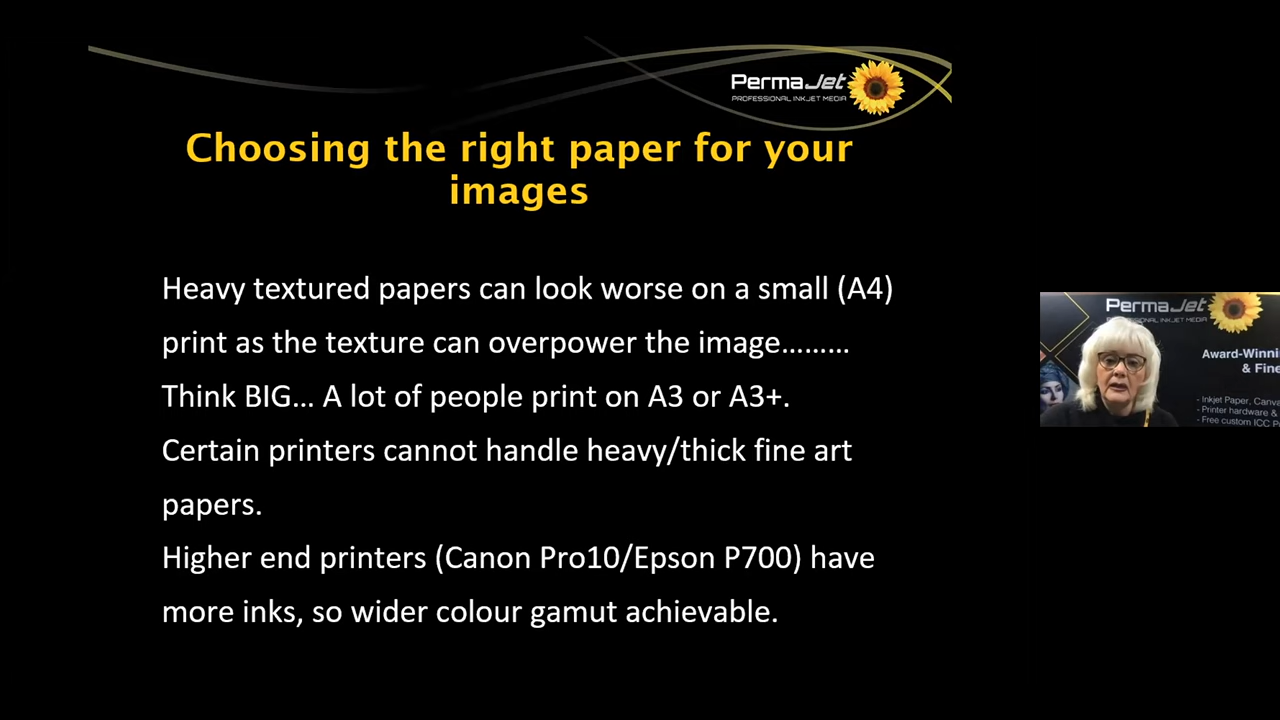 PermaJet
PROFESSIONAL INKJET MEDIA
Choosing the right paper for your
images
Heavy textured papers can look worse on a small (A4)
print as the texture can overpower the image………
Think BIG… A lot of people print on A3 or A3+.
Certain printers cannot handle heavy/thick fine art
papers.
Higher end printers (Canon Pro10/Epson P700) have
more inks, so wider colour gamut achievable.
PermaJet
PROFESSIONAL INKJET MEDIA
Award-Winni
& Fine
- Inkjet Paper, Canva
- Printer hardware &
- Free custom ICC P